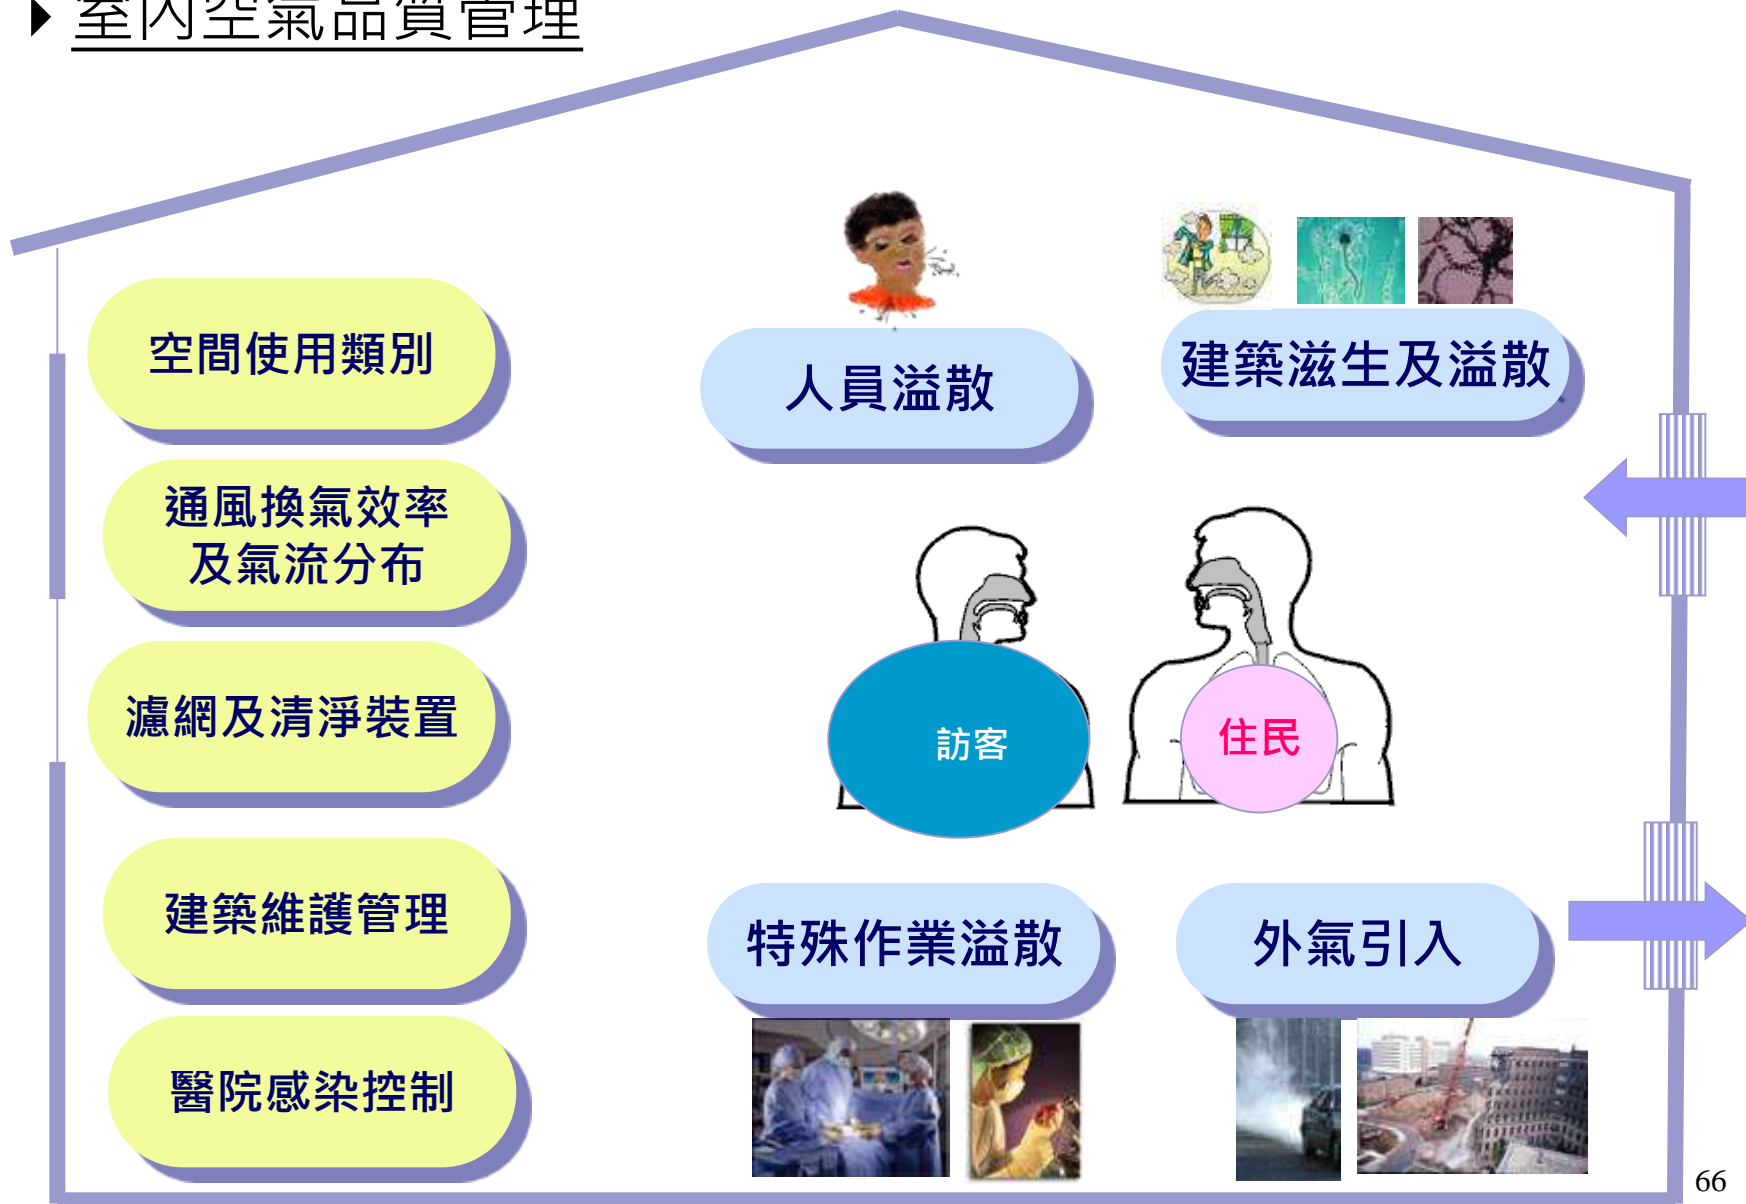 室內空氣品質管理
空間使用類別
通風換氣效率
及氣流分布
濾網及清淨裝置
建築維護管理
醫院感染控制
人員溢散
建築滋生及溢散
訪客
住民
特殊作業溢散
外氣引入
66